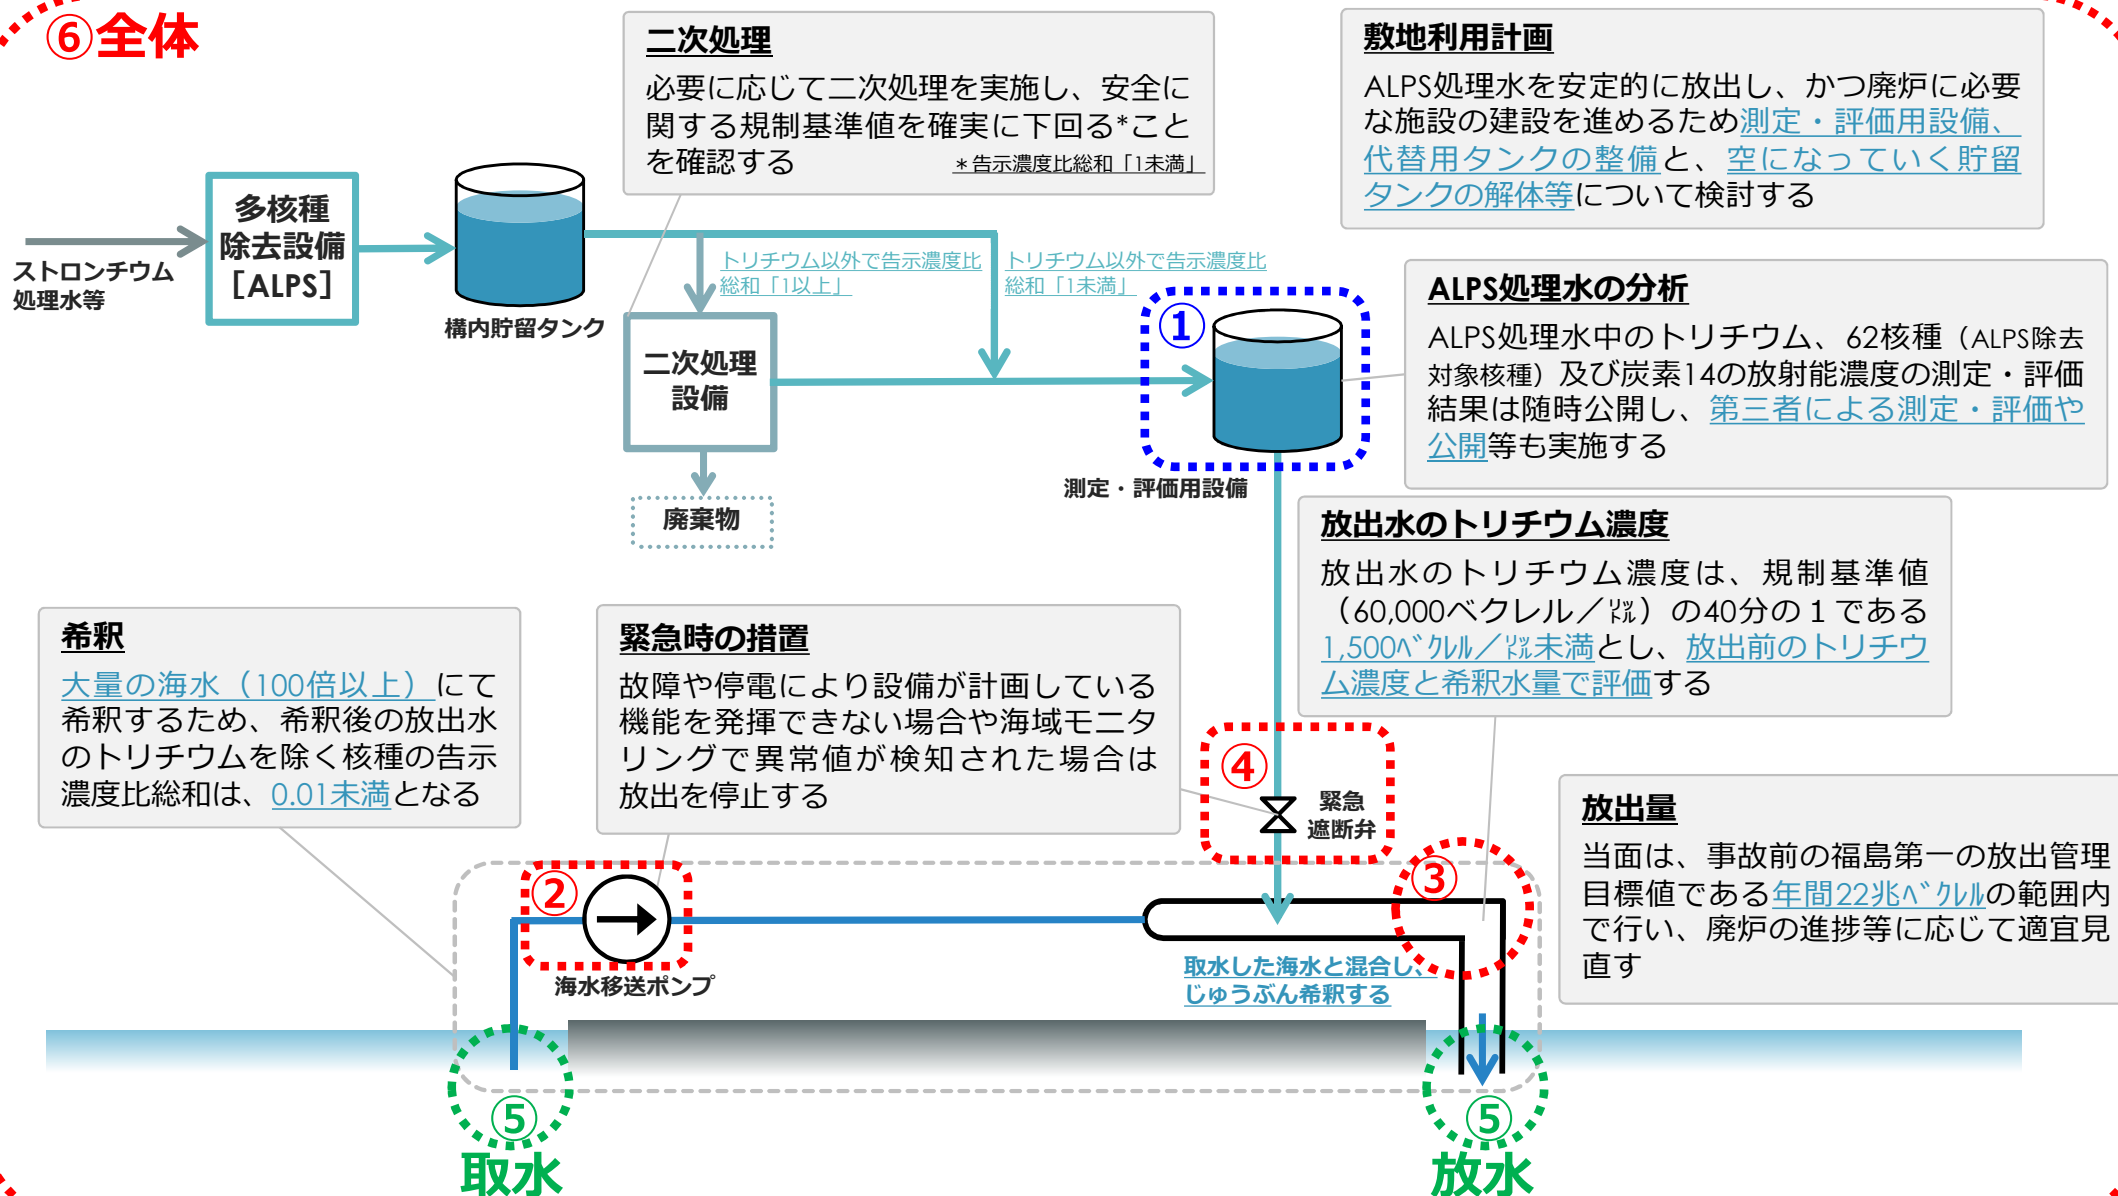 ⑥全体
二次処理
必要に応じて二次処理を実施し、安全に
関する規制基準値を確実に下回る*こと
を確認する
＊告示濃度比総和「1未満」
敷地利用計画
ALPS処理水を安定的に放出し、かつ廃炉に必要
な施設の建設を進めるため測定・評価用設備、
代替用タンクの整備と、空になっていく貯留
タンクの解体等について検討する
ストロンチウム
処理水等
多核種
除去設備
［ALPS］
構内貯留タンク
トリチウム以外で告示濃度比
総和「1以上」
トリチウム以外で告示濃度比
総和「1未満」
二次処理
設備
廃棄物
①
測定・評価用設備
ALPS処理水の分析
ALPS処理水中のトリチウム、62核種（ALPS除去
対象核種）及び炭素14の放射能濃度の測定・評価
結果は随時公開し、第三者による測定・評価や
公開等も実施する
放出水のトリチウム濃度
放出水のトリチウム濃度は、規制基準値
（60,000ベクレル／㍑）の40分の１である
1,500ﾍﾞｸﾚﾙ／㍑未満とし、放出前のトリチウ
ム濃度と希釈水量で評価する
希釈
大量の海水（100倍以上）にて
希釈するため、希釈後の放出水
のトリチウムを除く核種の告示
濃度比総和は、0.01未満となる
緊急時の措置
故障や停電により設備が計画している
機能を発揮できない場合や海域モニタ
リングで異常値が検知された場合は
放出を停止する
④
緊急
遮断弁
放出量
当面は、事故前の福島第一の放出管理
目標値である年間22兆ﾍﾞｸﾚﾙの範囲内
で行い、廃炉の進捗等に応じて適宜見
直す
②
海水移送ポンプ
③
取水した海水と混合し、
じゅうぶん希釈する
⑤
取水
⑤
放水